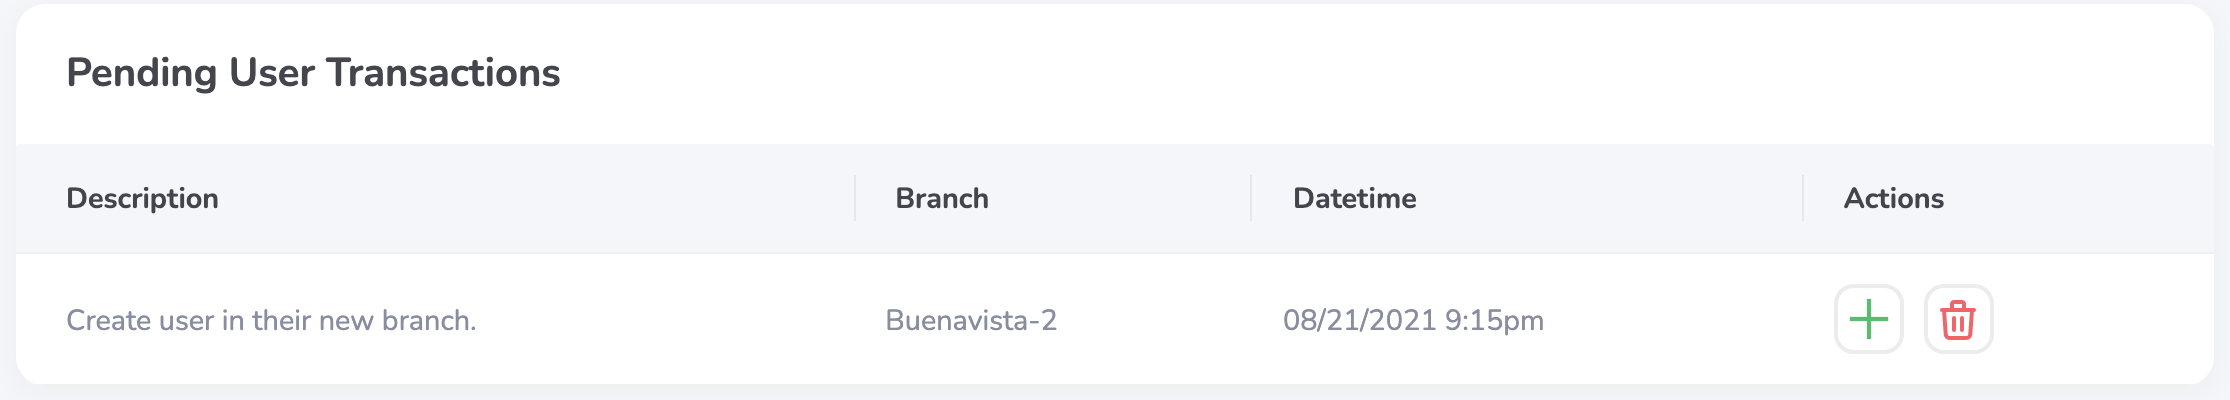 Pending User Transactions
Description Branch Datetime Actions
Create user in their new branch. Buenavista-2 08/21/2021 9:15pm